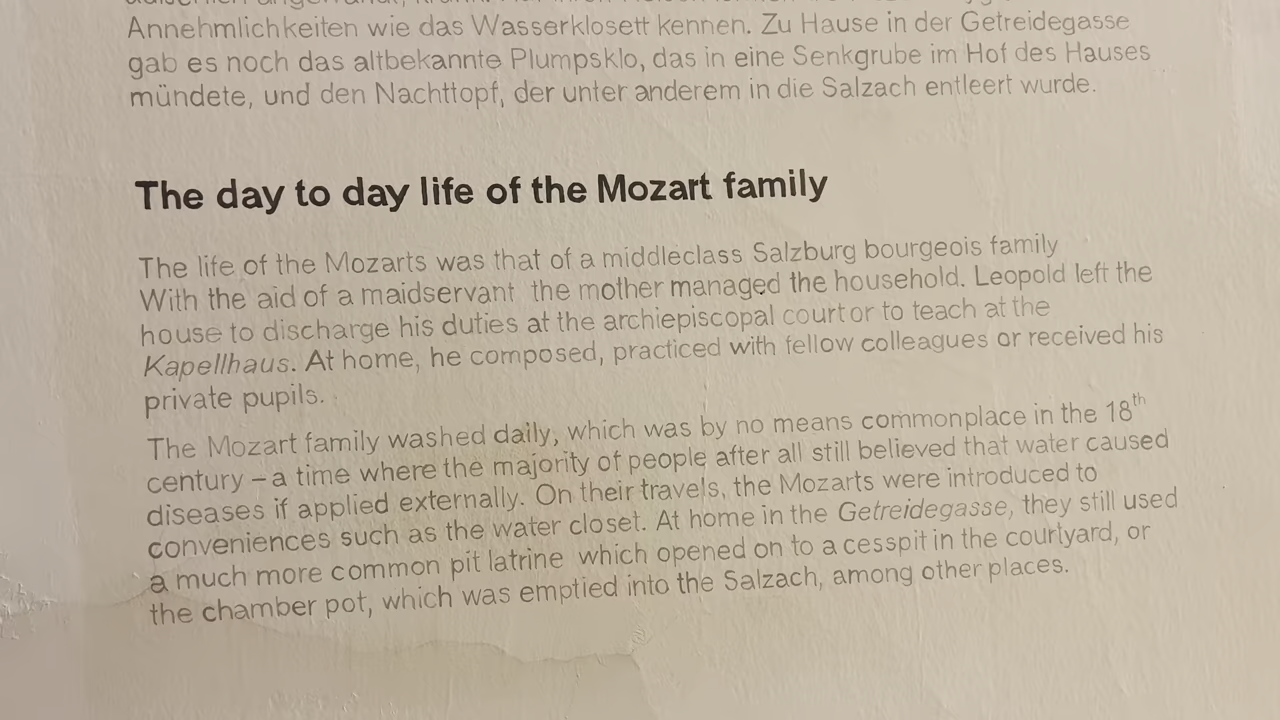 Annehmlichkeiten wie das Wasserklosett kennen. Zu Hause in der Getreidegasse
gab es noch das altbekannte Plumpsklo, das in eine Senkgrube im Hof des Hauses
mündete, und den Nachttopf, der unter anderem in die Salzach entleert wurde.
The day to day life of the Mozart family
The life of the Mozarts was that of a middleclass Salzburg bourgeois family
With the aid of a maidservant the mother managed the household. Leopold left the
house to discharge his duties at the archiepiscopal court or to teach at the
Kapellhaus. At home, he composed, practiced with fellow colleagues or received his
private pupils.
The Mozart family washed daily, which was by no means commonplace in the 18th
century – a time where the majority of people after all still believed that water caused
diseases if applied externally. On their travels, the Mozarts were introduced to
conveniences such as the water closet. At home in the Getreidegasse, they still used
a much more common pit latrine which opened on to a cesspit in the courtyard, or
the chamber pot, which was emptied into the Salzach, among other places.